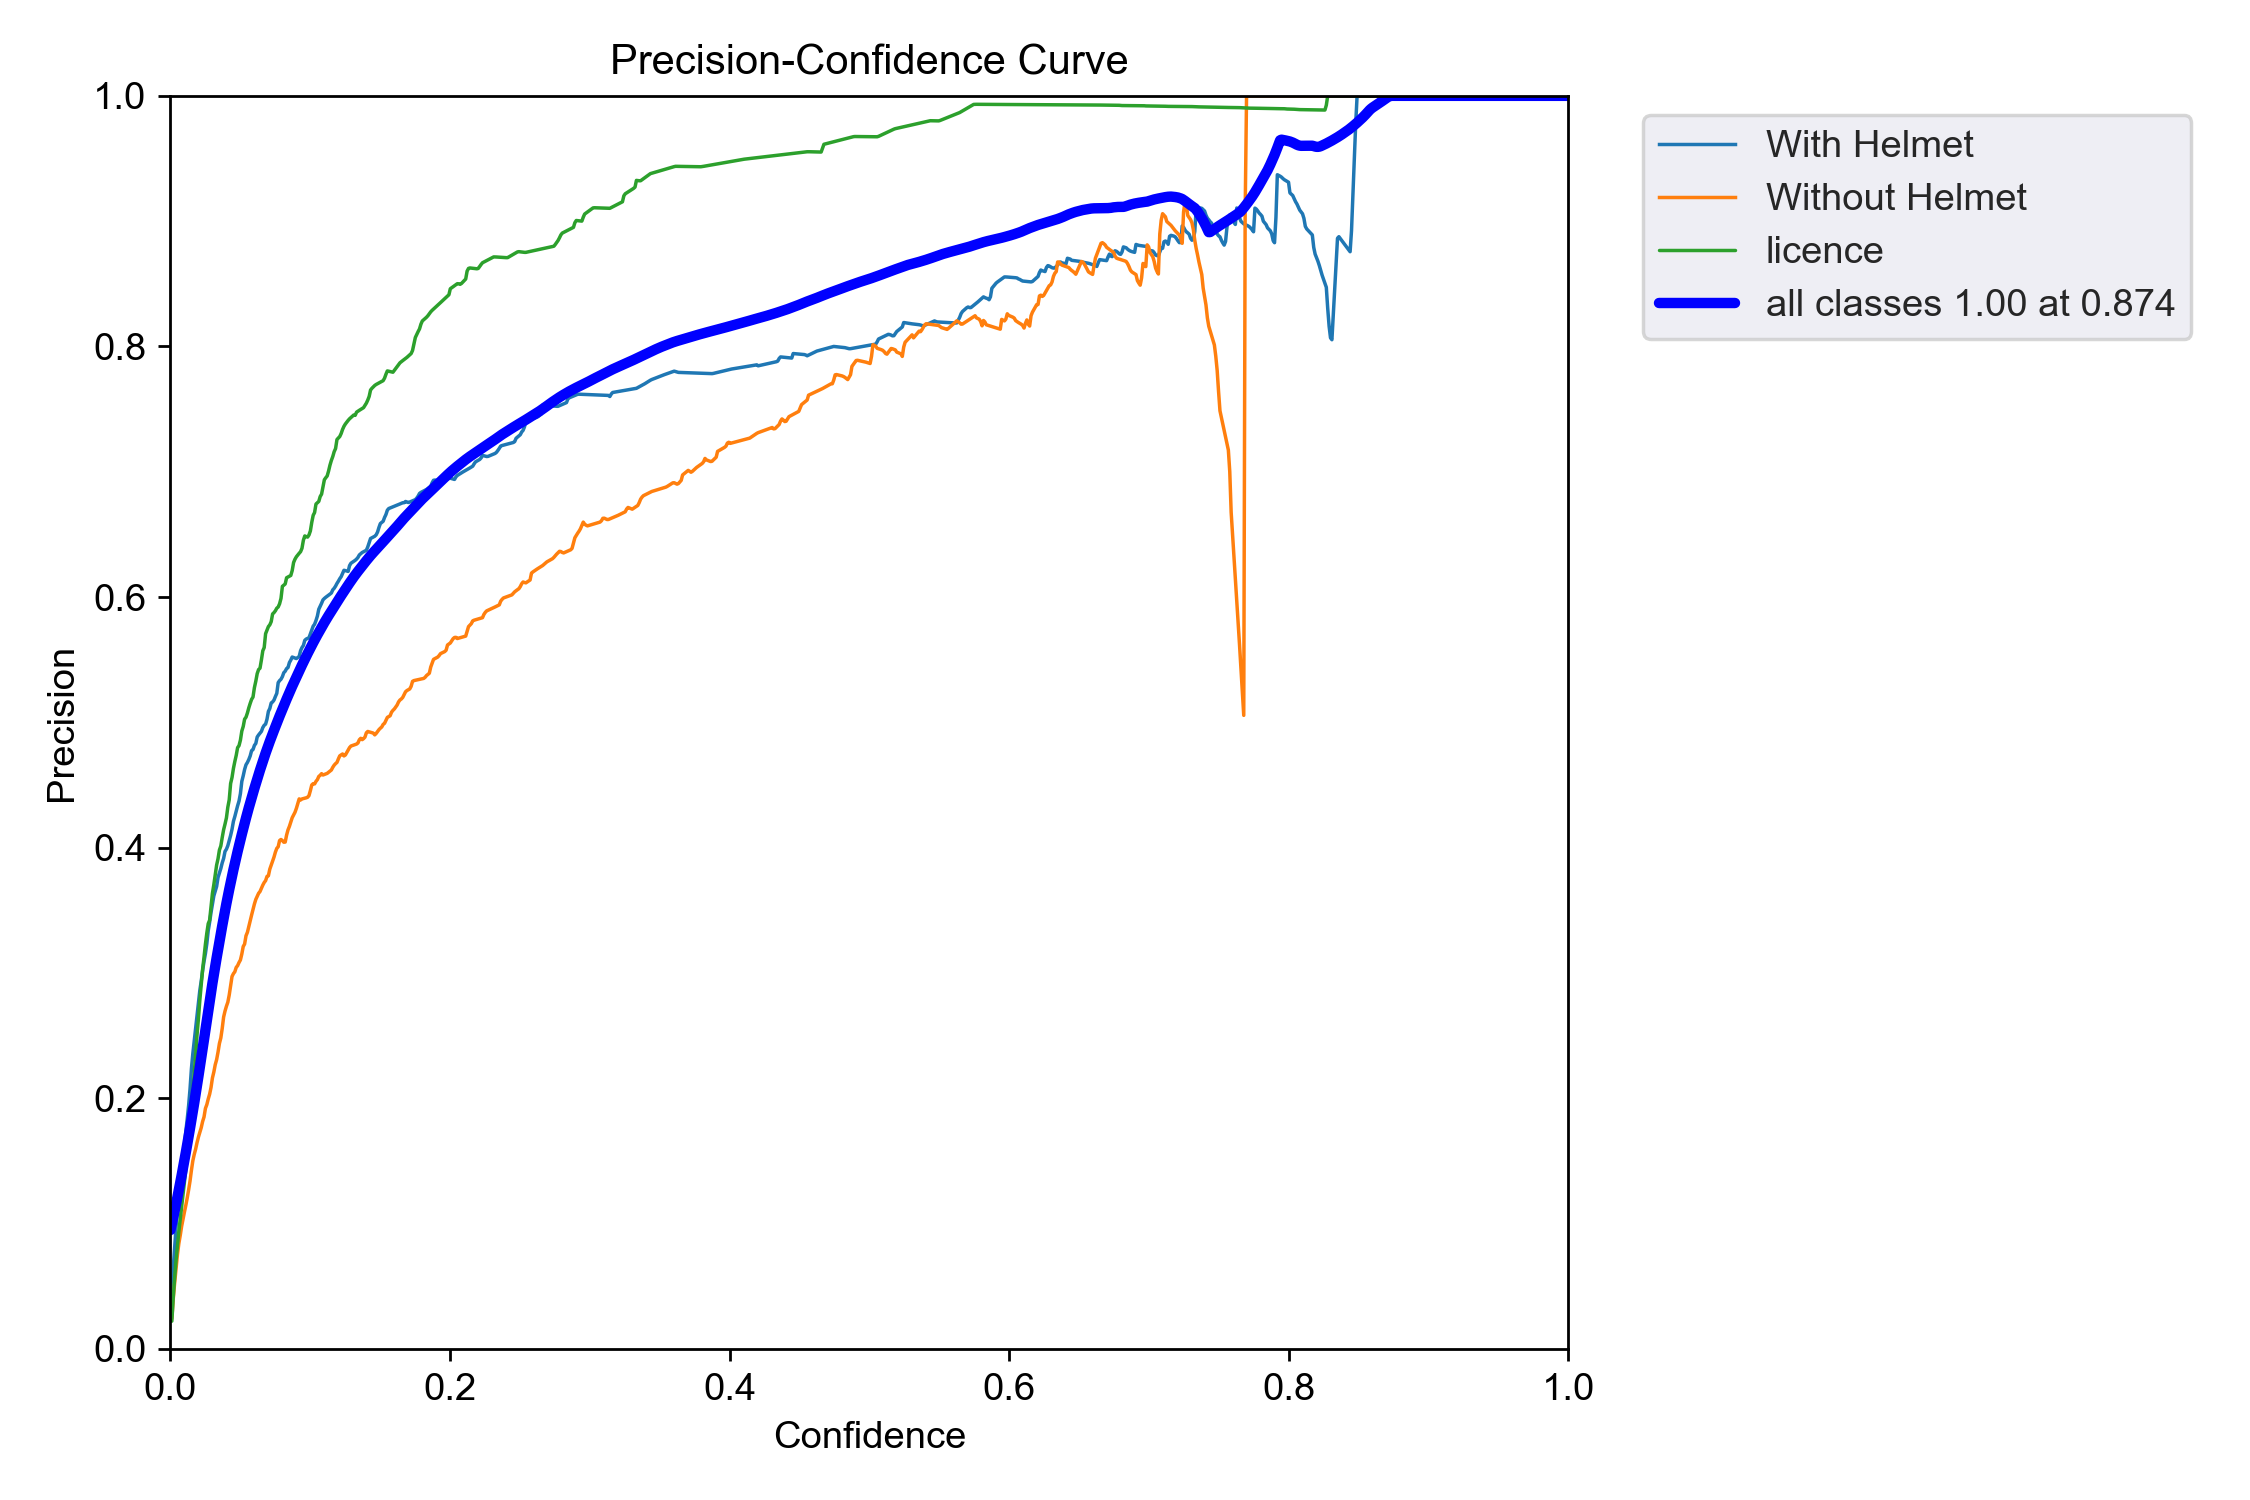 Precision-Confidence Curve
1.0
0.8
0.6
0.4
0.2
0.0
Precision
0.0 0.2 0.4 0.6 0.8 1.0
Confidence
With Helmet
Without Helmet
licence
all classes 1.00 at 0.874